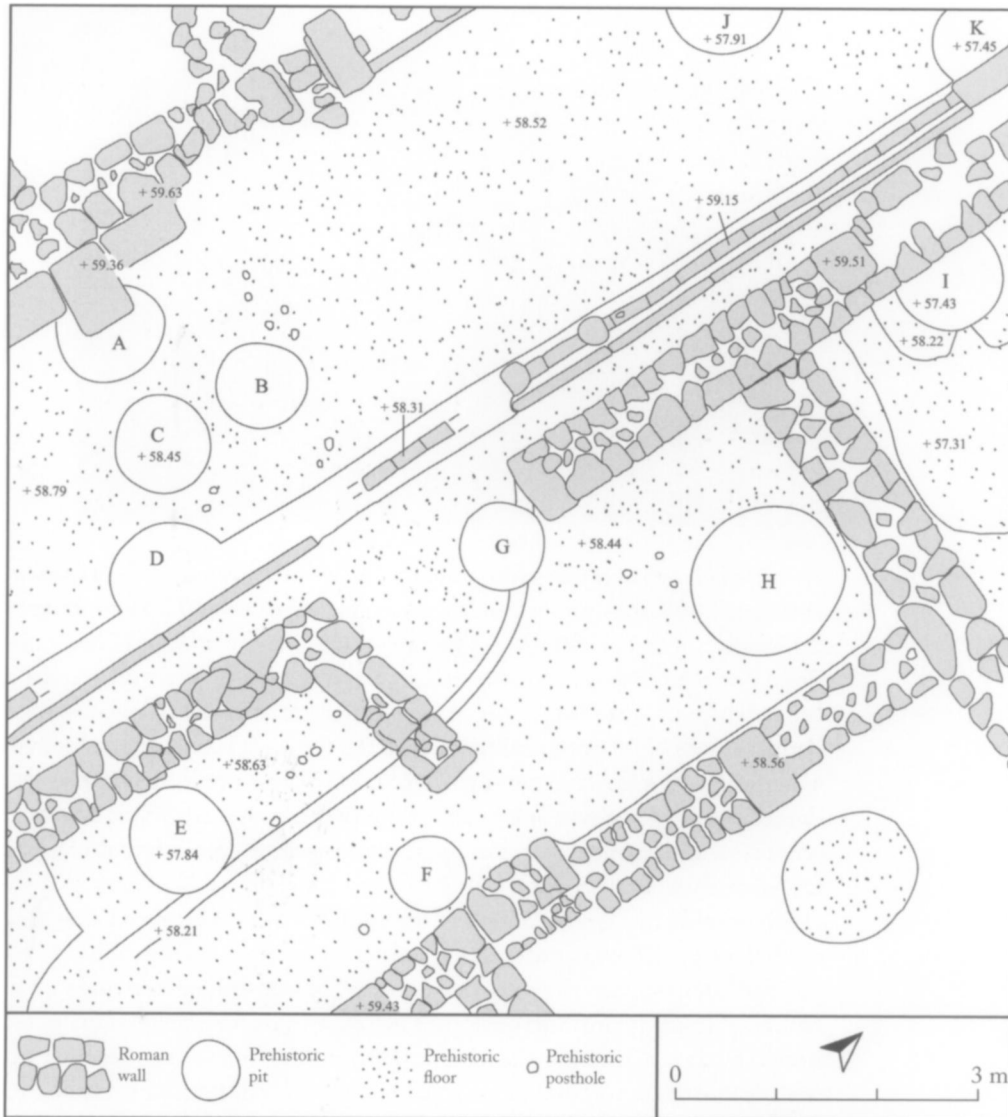 J
+ 57.91
K
+ 57.45
+ 58.52
+ 59.63
+ 59.15
+ 59.36
+ 59.51
I
+ 57.43
A
+ 58.22
B
+ 58.31
C
+ 58.45
+ 57.31
+ 58.79
G
+ 58.44
D
H
+ 58.63
+ 58.56
E
+ 57.84
F
+ 58.21
+ 59.43
Roman
wall
Prehistoric
pit
Prehistoric
floor
Prehistoric
posthole
0 3 m